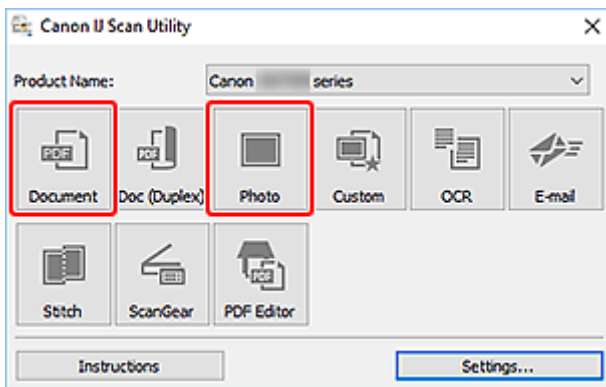 Canon IJ Scan Utility
Product Name: Canon series
PDF PDF
Document Doc (Duplex) Photo Custom OCR E-mail
PDF
Stitch ScanGear PDF Editor
Instructions Settings...